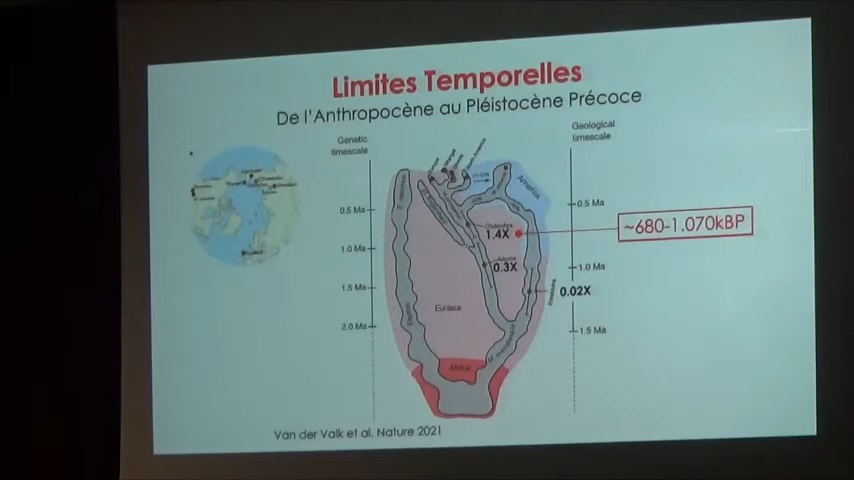 Limites Temporelles
De l'Anthropocène au Pléistocène Précoce
Genetic
timescale
Geological
timescale
0.5 Ma
1.0 Ma
1.5 Ma
2.0 Ma
America
1.4X
0.3X
0.02X
Eurasia
Africa
0.5 Ma
1.0 Ma
1.5 Ma
~680-1.070kBP
Van der Valk et al. Nature 2021